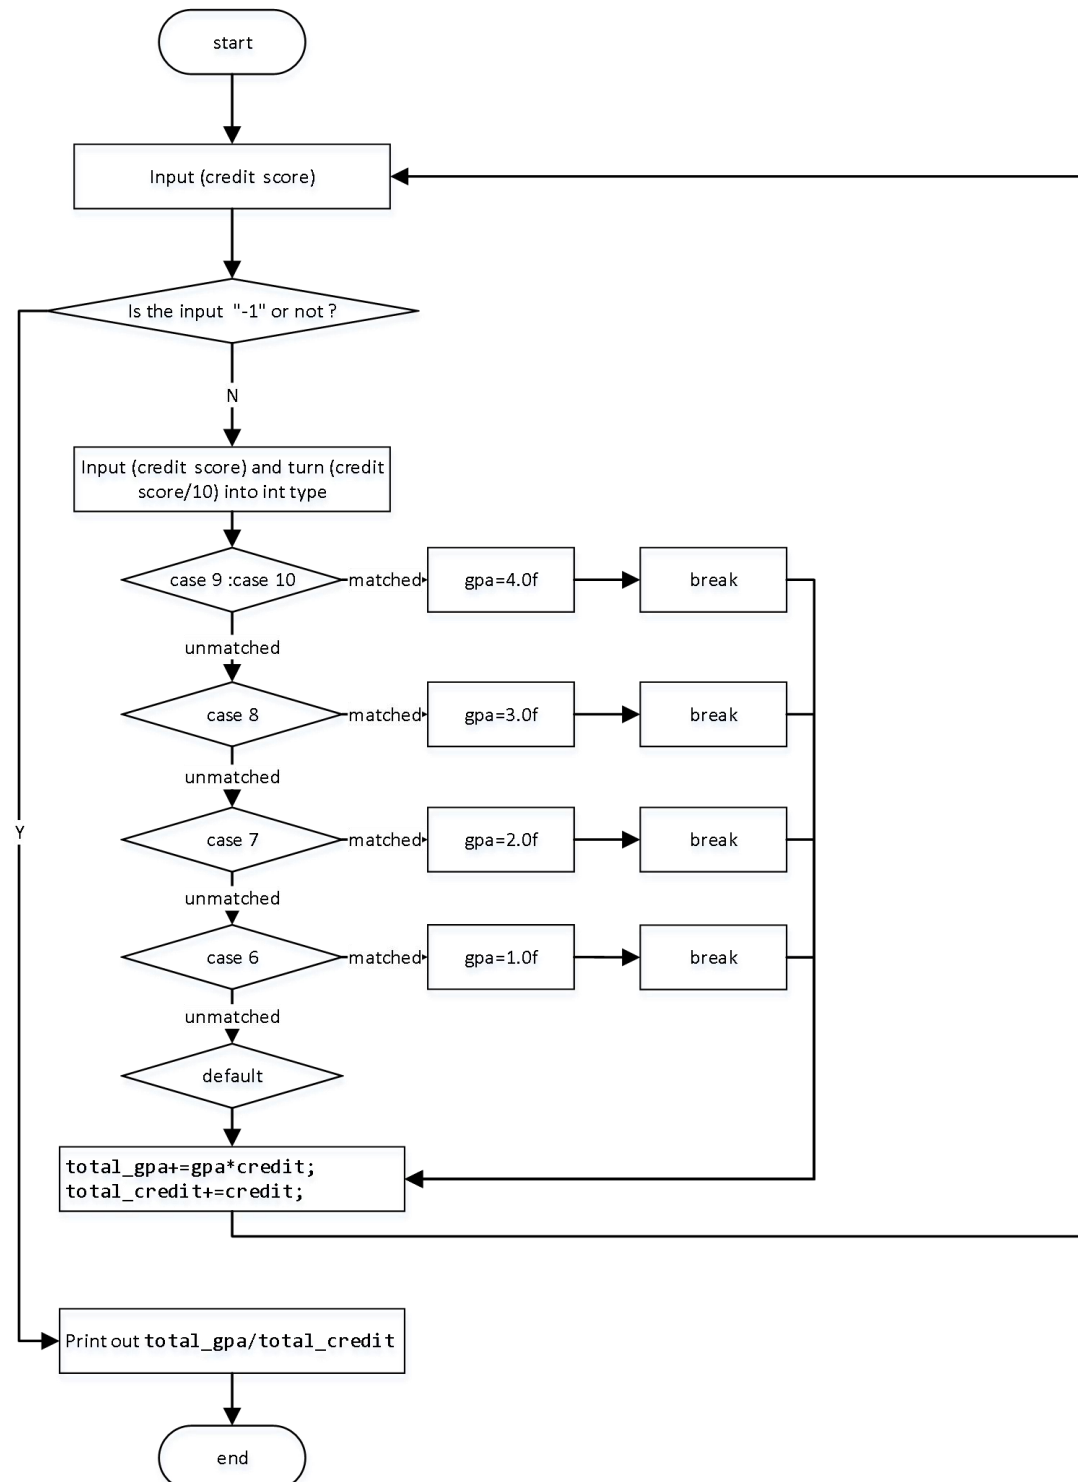 start
Input (credit score)
Is the input "-1" or not ?
N
Input (credit score) and turn (credit
score/10) into int type
case 9 :case 10
matched
gpa=4.0f
break
unmatched
case 8
matched
gpa=3.0f
break
unmatched
Y
case 7
matched
gpa=2.0f
break
unmatched
case 6
matched
gpa=1.0f
break
unmatched
default
total_gpa+=gpa*credit;
total_credit+=credit;
Print out total_gpa/total_credit
end